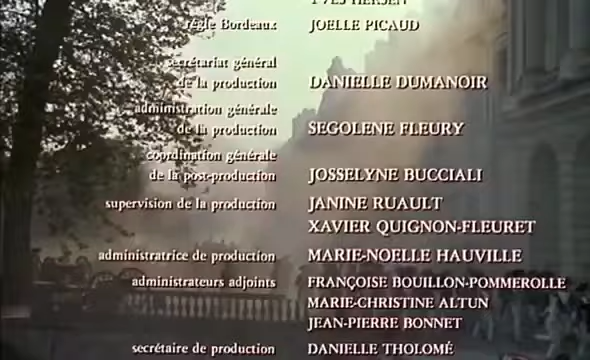 YVES HERSEN
régie Bordeaux JOELLE PICAUD
secrétariat général
de la production DANIELLE DUMANOIR
administration générale
de la production SEGOLENE FLEURY
coordination générale
de la post-production JOSSELYNE BUCCIALI
supervision de la production JANINE RUAULT
XAVIER QUIGNON-FLEURET
administratrice de production MARIE-NOELLE HAUVILLE
administrateurs adjoints FRANÇOISE BOUILLON-POMMEROLLE
MARIE-CHRISTINE ALTUN
JEAN-PIERRE BONNET
secrétaire de production DANIELLE THOLOMÉ